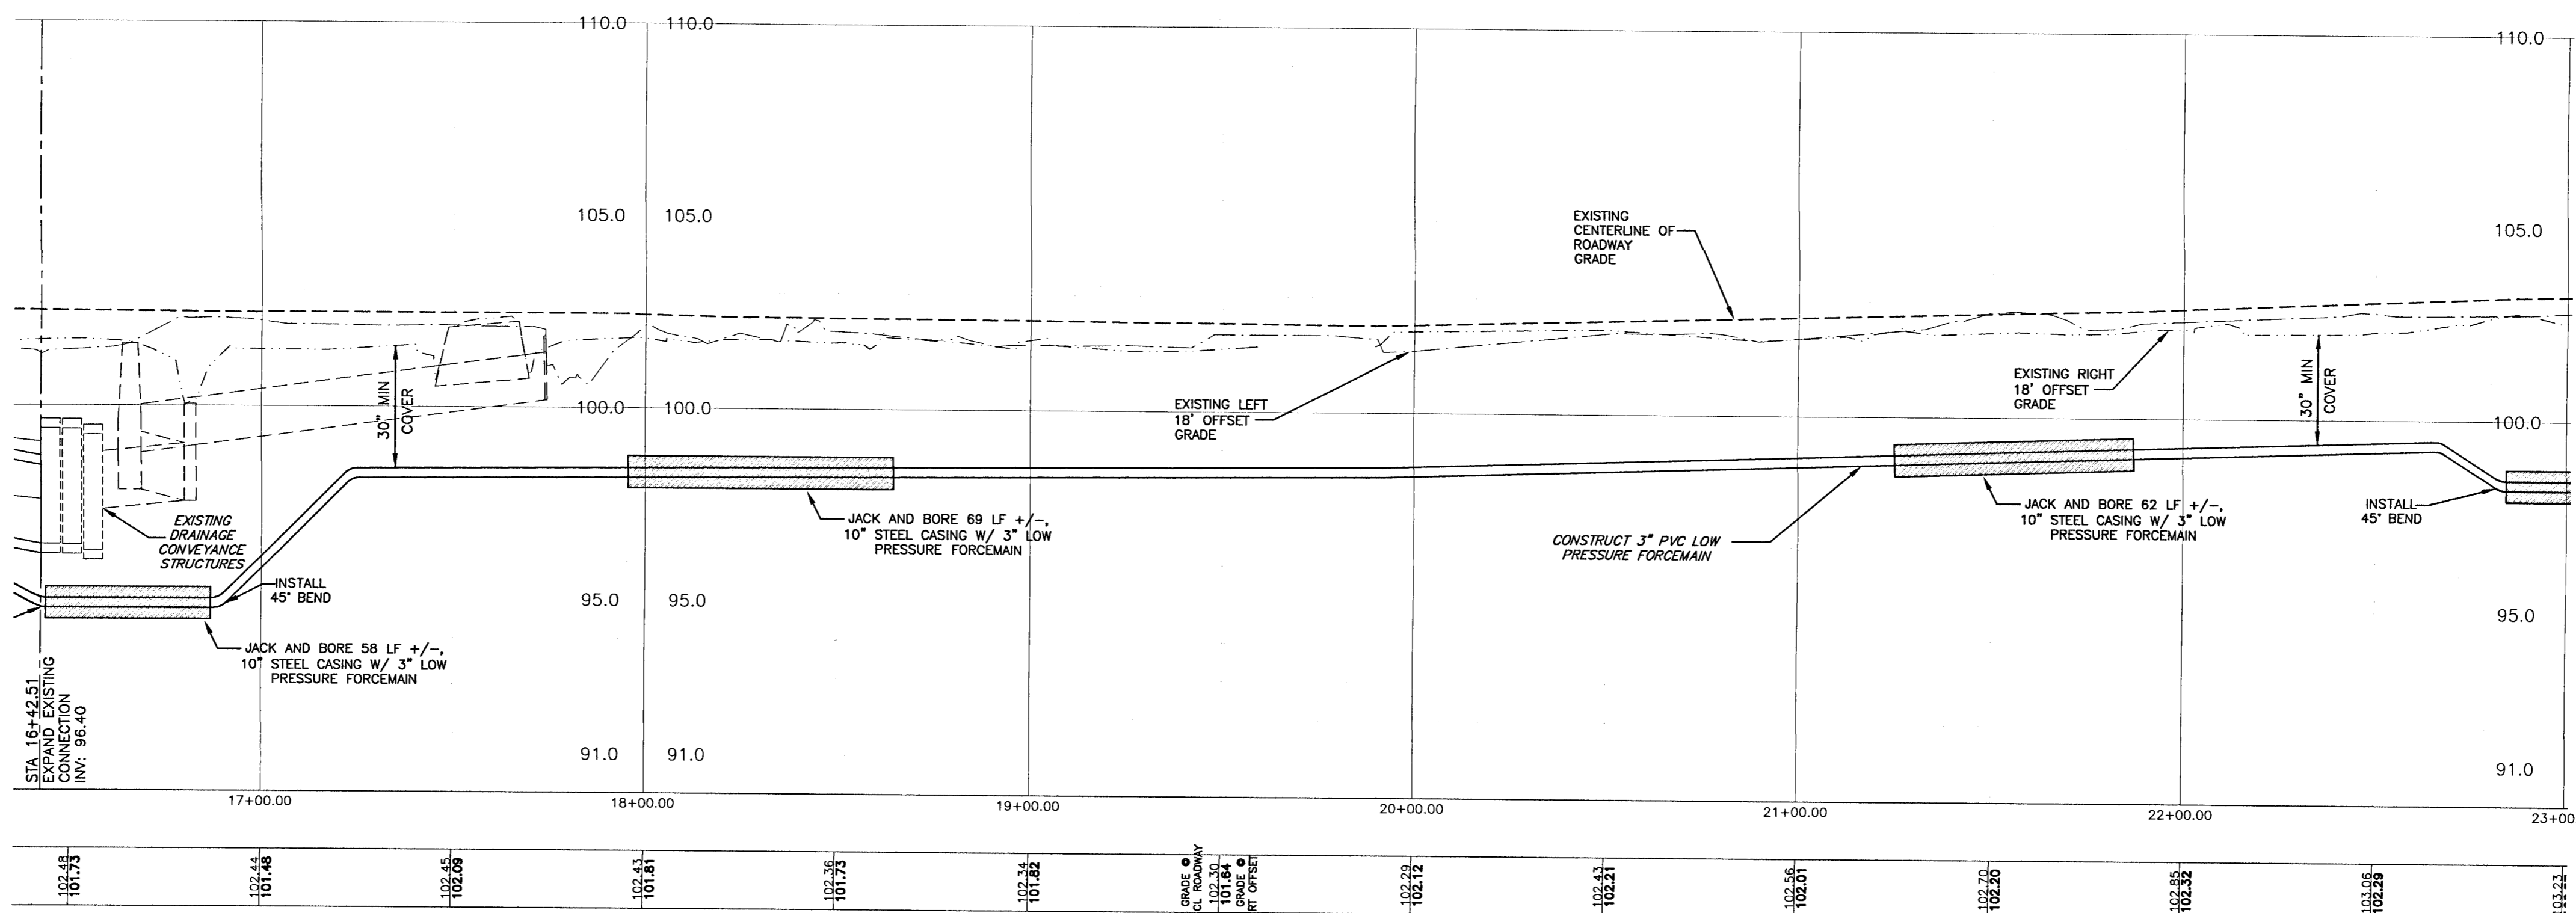 110.0 110.0 110.0
105.0 105.0 105.0
EXISTING
CENTERLINE OF
ROADWAY
GRADE
30" MIN
COVER
100.0 100.0 100.0
EXISTING LEFT
18' OFFSET
GRADE
EXISTING RIGHT
18' OFFSET
GRADE
30" MIN
COVER
EXISTING
DRAINAGE
CONVEYANCE
STRUCTURES
JACK AND BORE 69 LF +/-,
10" STEEL CASING W/ 3" LOW
PRESSURE FORCEMAIN
CONSTRUCT 3" PVC LOW
PRESSURE FORCEMAIN
JACK AND BORE 62 LF +/-,
10" STEEL CASING W/ 3" LOW
PRESSURE FORCEMAIN
INSTALL
45° BEND
INSTALL
45° BEND
95.0 95.0 95.0
JACK AND BORE 58 LF +/-,
10" STEEL CASING W/ 3" LOW
PRESSURE FORCEMAIN
STA 16+42.51
EXPAND EXISTING
CONNECTION
INV: 96.40
91.0 91.0 91.0
17+00.00 18+00.00 19+00.00 20+00.00 21+00.00 22+00.00 23+00
102.48
101.73
102.44
101.48
102.45
102.09
102.43
101.81
102.36
101.73
102.34
101.82
GRADE @
CL ROADWAY
102.30
101.64
GRADE @
RT OFFSET
102.29
102.12
102.43
102.21
102.56
102.01
102.70
102.20
102.85
102.32
103.06
102.29
103.23